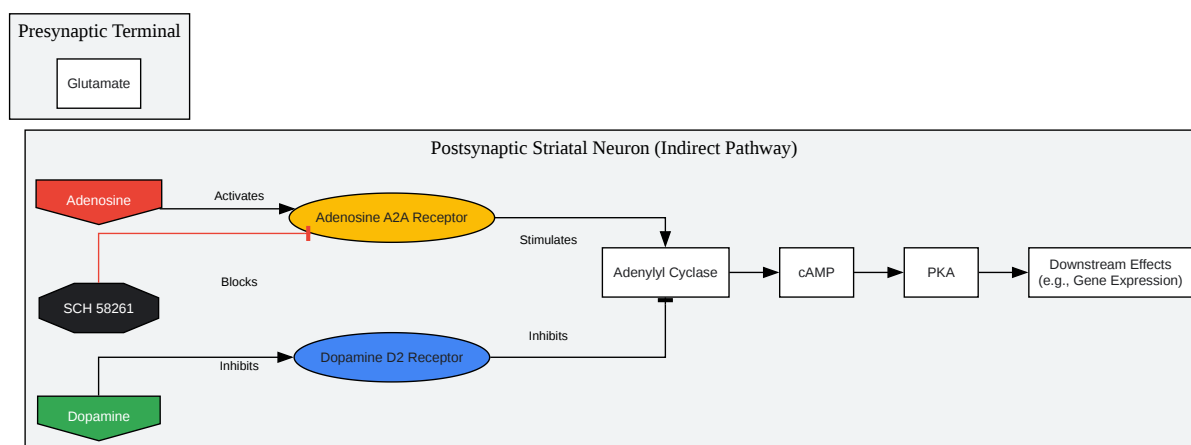 Presynaptic Terminal
Glutamate
Postsynaptic Striatal Neuron (Indirect Pathway)
Adenosine
Activates
Adenosine A2A Receptor
Stimulates
Adenylyl Cyclase
cAMP
PKA
Downstream Effects
(e.g., Gene Expression)
Blocks
SCH 58261
Inhibits
Dopamine D2 Receptor
Inhibits
Dopamine